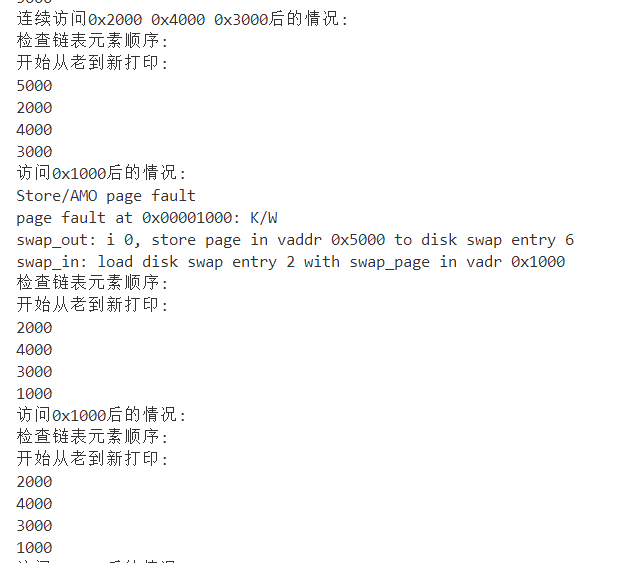 连续访问0x2000 0x4000 0x3000后的情况:
检查链表元素顺序:
开始从老到新打印:
5000
2000
4000
3000
访问0x1000后的情况:
Store/AMO page fault
page fault at 0x00001000: K/W
swap_out: i 0, store page in vaddr 0x5000 to disk swap entry 6
swap_in: load disk swap entry 2 with swap_page in vadr 0x1000
检查链表元素顺序:
开始从老到新打印:
2000
4000
3000
1000
访问0x1000后的情况:
检查链表元素顺序:
开始从老到新打印:
2000
4000
3000
1000